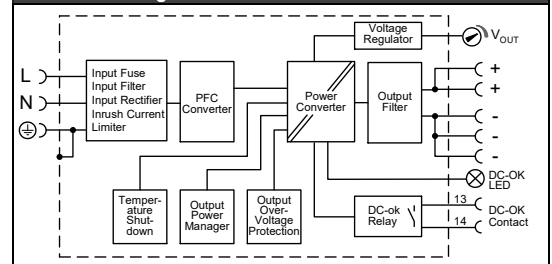 Voltage
Regulator
VOUT
L
N
Input Fuse
Input Filter
Input Rectifier
Inrush Current
Limiter
PFC
Converter
Power
Converter
Output
Filter
+
+
-
-
-
DC-OK
LED
Temper-
ature
Shut-
down
Output
Power
Manager
Output
Over-
Voltage
Protection
DC-ok
Relay
13
14
DC-OK
Contact